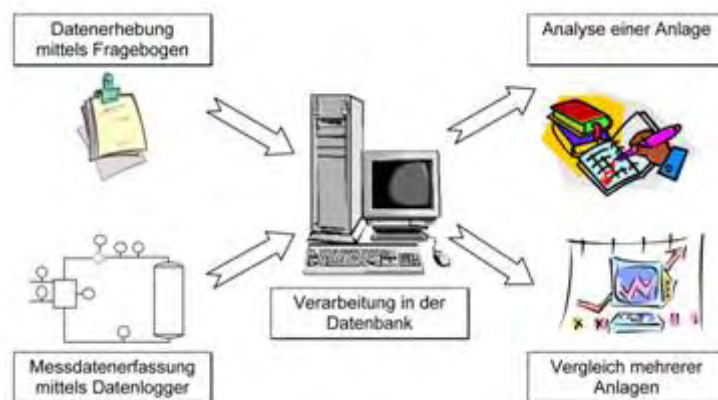 Datenerhebung
mittels Fragebogen
Analyse einer Anlage
Verarbeitung in der
Datenbank
Messdatenerfassung
mittels Datenlogger
Vergleich mehrerer
Anlagen